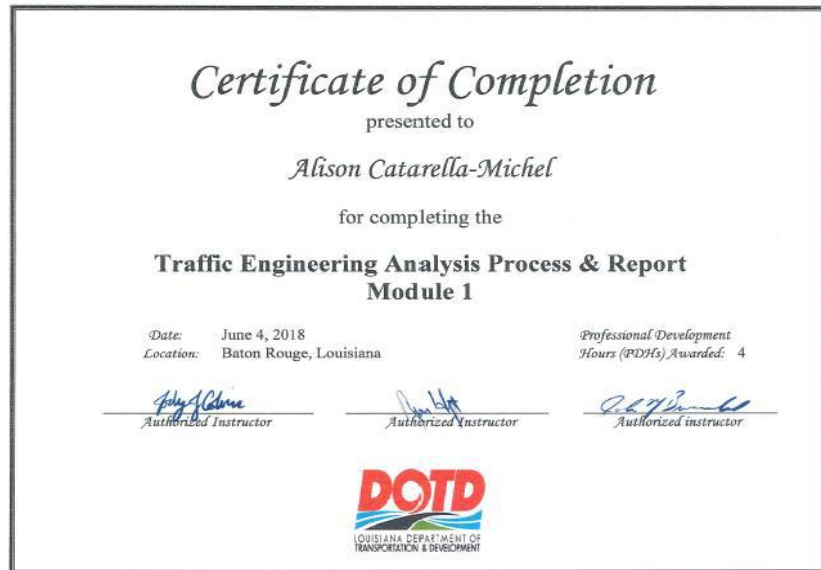 Certificate of Completion
presented to
Alison Catarella-Michel
for completing the
Traffic Engineering Analysis Process & Report
Module 1
Date: June 4, 2018
Location: Baton Rouge, Louisiana
Professional Development
Hours (PDHs) Awarded: 4
Authorized Instructor
Authorized Instructor
Authorized instructor
DOTD
LOUISIANA DEPARTMENT OF
TRANSPORTATION & DEVELOPMENT